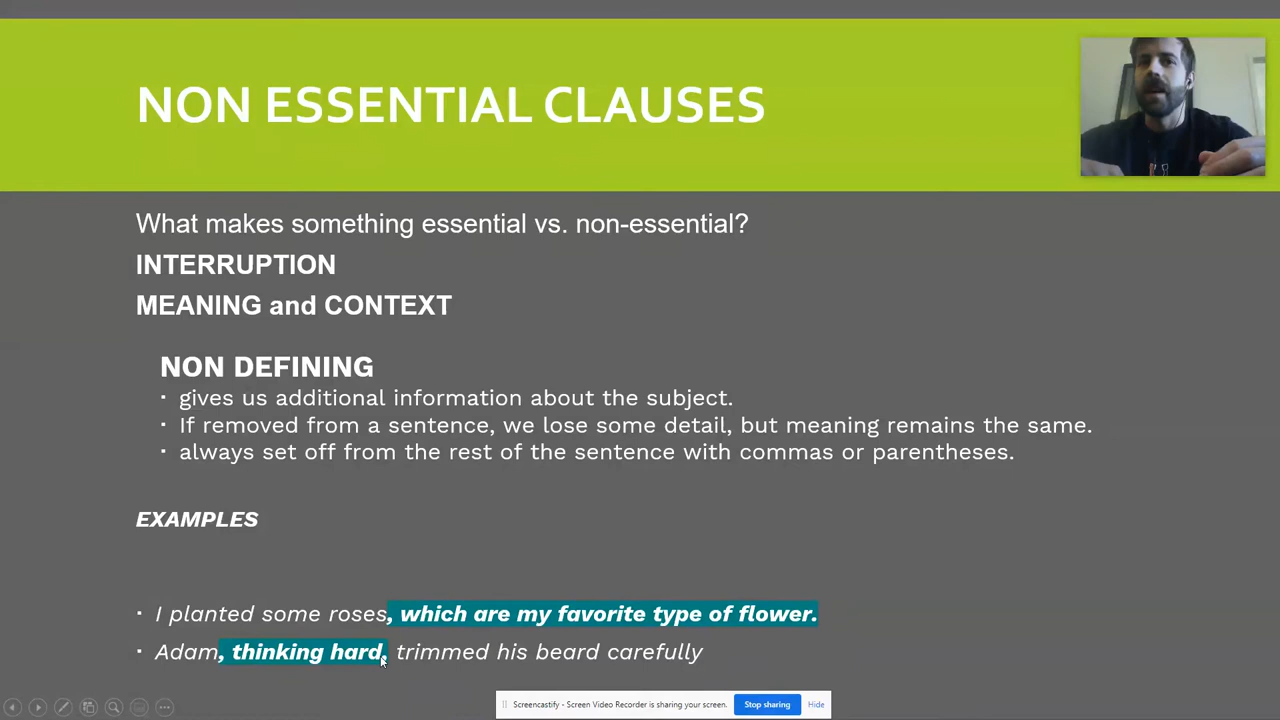 NON ESSENTIAL CLAUSES
What makes something essential vs. non-essential?
INTERRUPTION
MEANING and CONTEXT
NON DEFINING
· gives us additional information about the subject.
· If removed from a sentence, we lose some detail, but meaning remains the same.
· always set off from the rest of the sentence with commas or parentheses.
EXAMPLES
· I planted some roses, which are my favorite type of flower.
· Adam, thinking hard, trimmed his beard carefully
Screencastify - Screen Video Recorder is sharing your screen. Stop sharing Hide